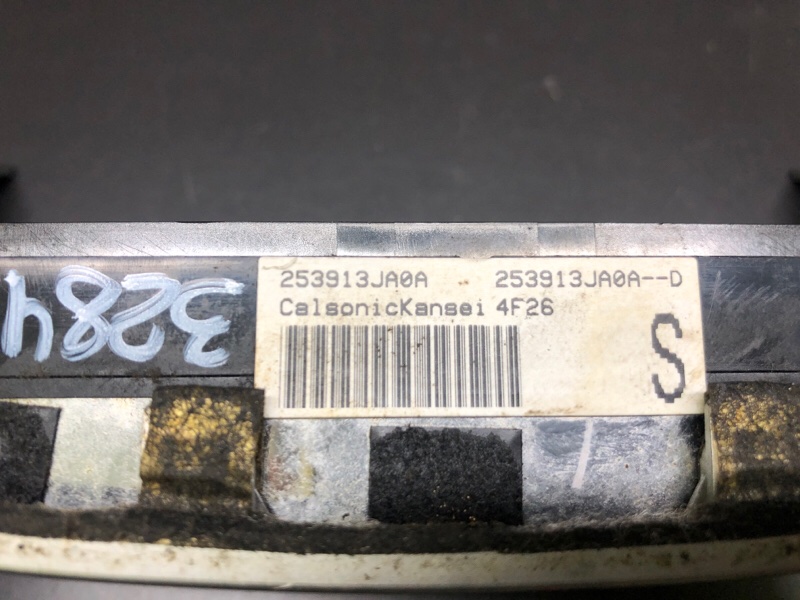 253913JA0A 253913JA0A--D
CalsonicKansei 4F26
S
3284